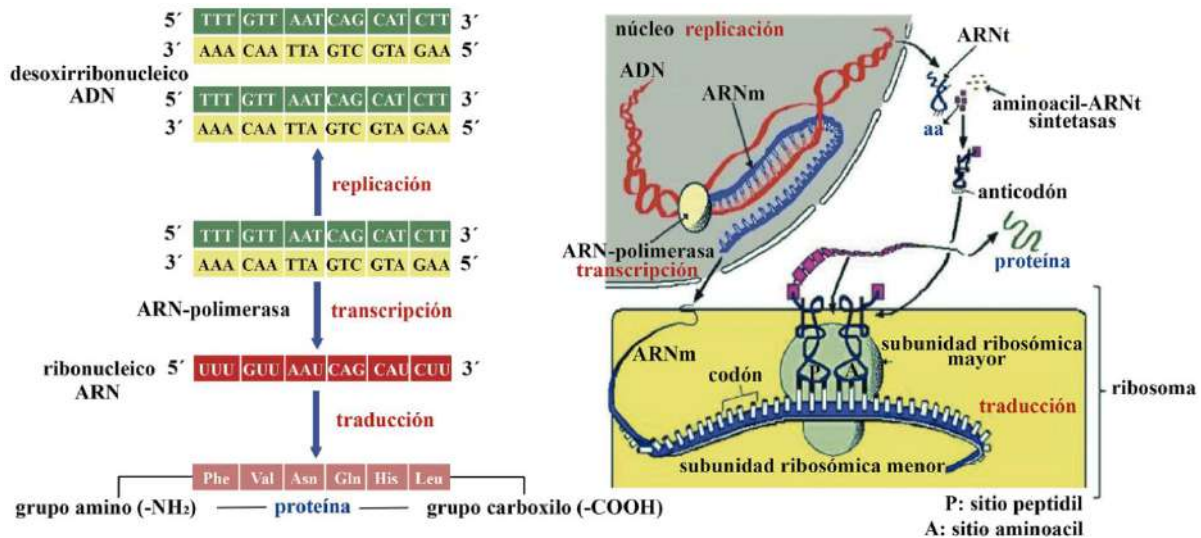 5´ TTT GTT AAT CAG CAT CTT 3´
3´ AAA CAA TTA GTC GTA GAA 5´
desoxirribonucleico
ADN
5´ TTT GTT AAT CAG CAT CTT 3´
3´ AAA CAA TTA GTC GTA GAA 5´
replicación
5´ TTT GTT AAT CAG CAT CTT 3´
3´ AAA CAA TTA GTC GTA GAA 5´
ARN-polimerasa
transcripción
ribonucleico
ARN
5´ UUU GUU AAU CAG CAU CUU 3´
traducción
Phe Val Asn Gln His Leu
grupo amino (-NH₂)
proteína
grupo carboxilo (-COOH)
núcleo replicación
ADN
ARNm
ARN-polimerasa
transcripción
ARNt
aminoacil-ARNt
sintetasas
aa
anticodón
proteína
ARNm
codón
P A
subunidad ribosómica
mayor
traducción
subunidad ribosómica menor
ribosoma
P: sitio peptidil
A: sitio aminoacil